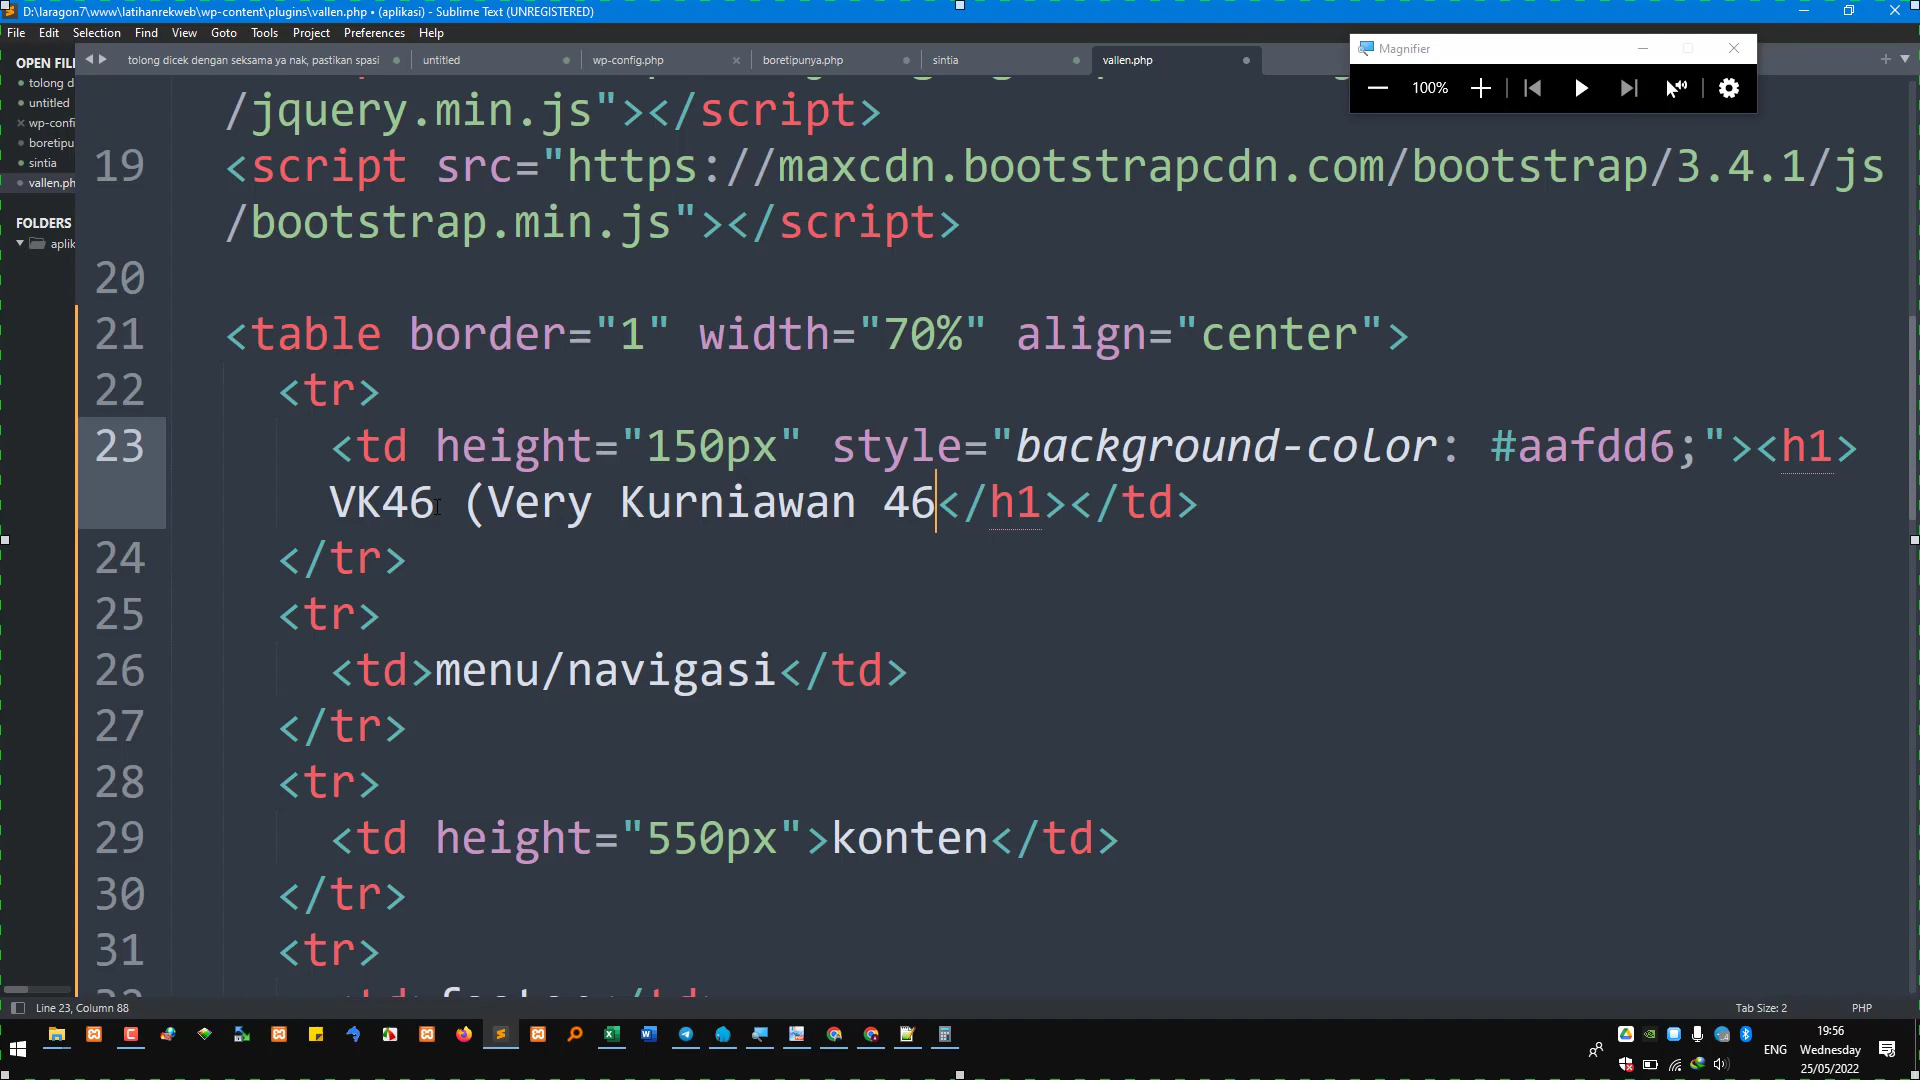 D:\laragon7\www\latihanrekweb\wp-content\plugins\vallen.php • (aplikasi) - Sublime Text (UNREGISTERED)
File Edit Selection Find View Goto Tools Project Preferences Help
OPEN FIL
tolong d
untitled
wp-confi
boretipu
sintia
vallen.ph
FOLDERS
aplik
tolong dicek dengan seksama ya nak, pastikan spasi
untitled
wp-config.php
boretipunya.php
sintia
vallen.php
Magnifier
100%
/jquery.min.js"></script>
19 <script src="https://maxcdn.bootstrapcdn.com/bootstrap/3.4.1/js
/bootstrap.min.js"></script>
20
21 <table border="1" width="70%" align="center">
22 <tr>
23 <td height="150px" style="background-color: #aafdd6;"><h1>
VK46 (Very Kurniawan 46</h1></td>
24 </tr>
25 <tr>
26 <td>menu/navigasi</td>
27 </tr>
28 <tr>
29 <td height="550px">konten</td>
30 </tr>
31 <tr>
Line 23, Column 88
Tab Size: 2
PHP
19:56
ENG Wednesday
25/05/2022